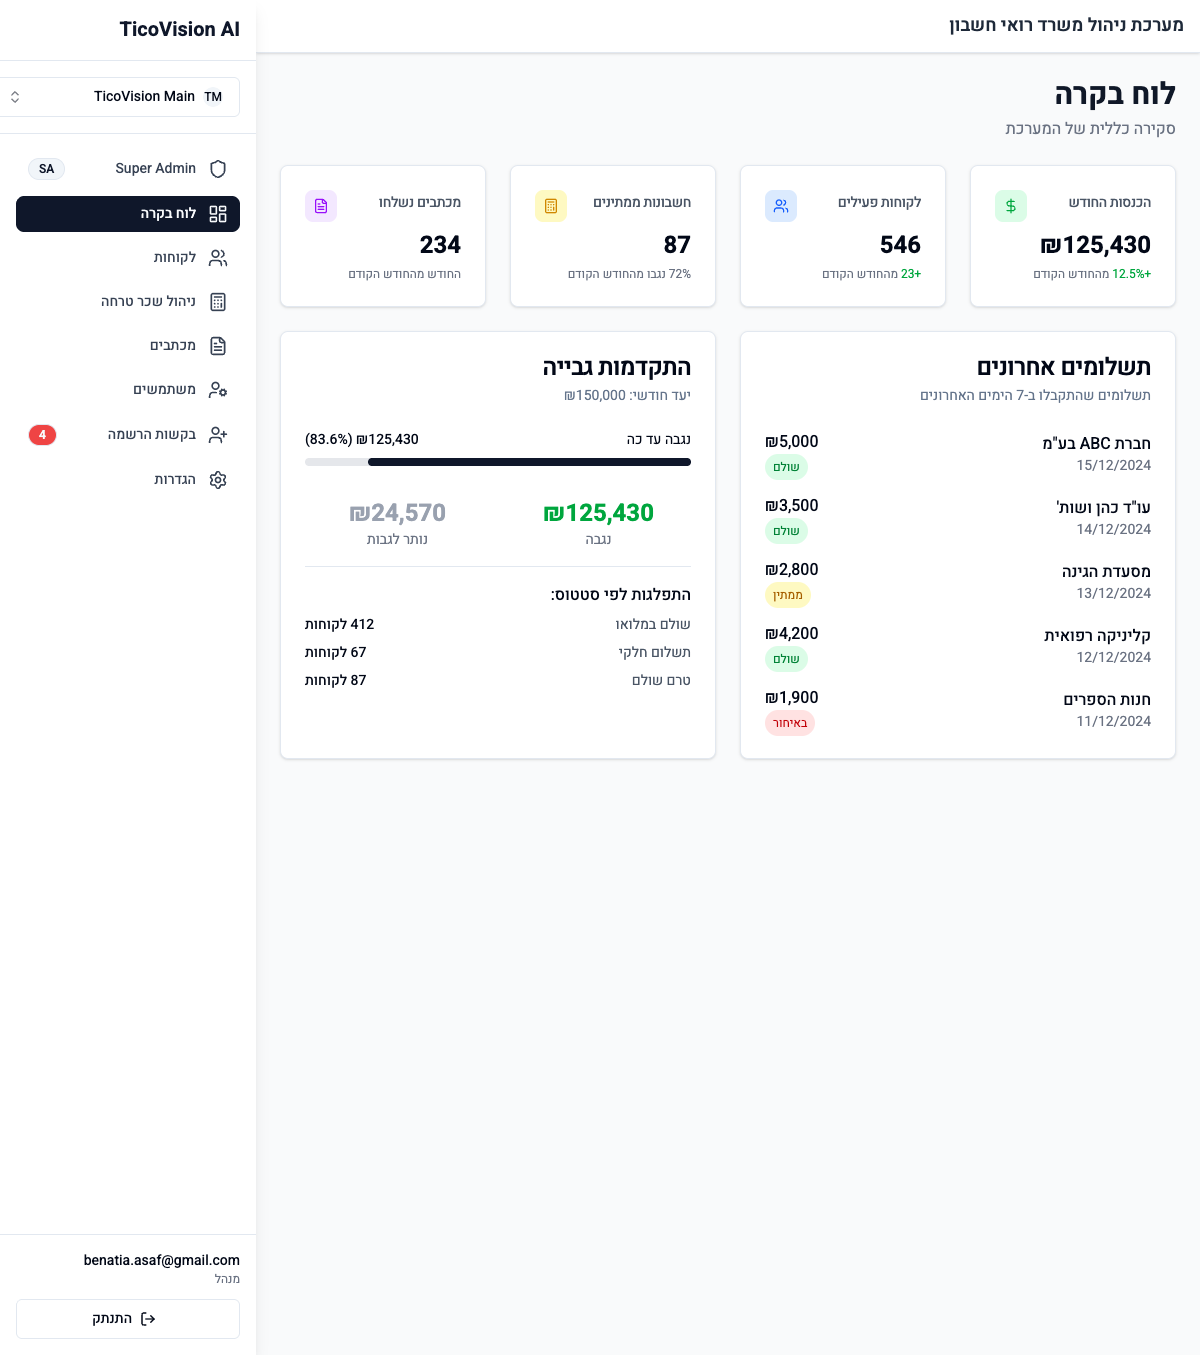 מערכת ניהול משרד רואי חשבון
TicoVision AI
TM TicoVision Main
Super Admin SA
לוח בקרה
לקוחות
ניהול שכר טרחה
מכתבים
משתמשים
בקשות הרשמה 4
הגדרות
benatia.asaf@gmail.com
מנהל
התנתק
לוח בקרה
סקירה כללית של המערכת
הכנסות החודש
₪125,430
+12.5% מהחודש הקודם
לקוחות פעילים
546
+23 מהחודש הקודם
חשבונות ממתינים
87
72% נגבו מהחודש הקודם
מכתבים נשלחו
234
החודש מהחודש הקודם
תשלומים אחרונים
תשלומים שהתקבלו ב-7 הימים האחרונים
חברת ABC בע"מ ₪5,000
15/12/2024 שולם
עו"ד כהן ושות' ₪3,500
14/12/2024 שולם
מסעדת הגינה ₪2,800
13/12/2024 ממתין
קליניקה רפואית ₪4,200
12/12/2024 שולם
חנות הספרים ₪1,900
11/12/2024 באיחור
התקדמות גבייה
יעד חודשי: ₪150,000
נגבה עד כה ₪125,430 (83.6%)
₪125,430 ₪24,570
נגבה נותר לגבות
התפלגות לפי סטטוס:
שולם במלואו 412 לקוחות
תשלום חלקי 67 לקוחות
טרם שולם 87 לקוחות